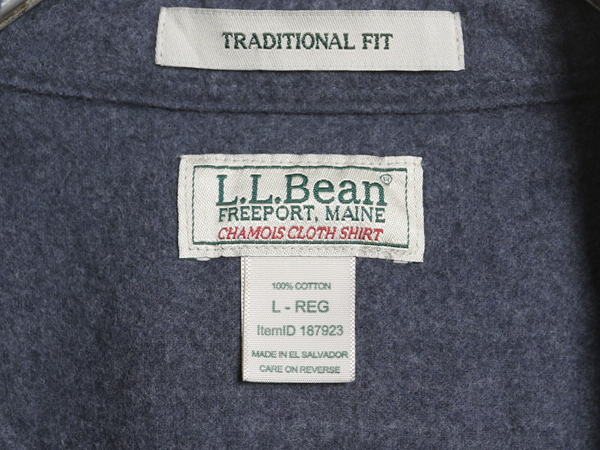 TRADITIONAL FIT
L.L.Bean®
FREEPORT, MAINE
CHAMOIS CLOTH SHIRT
100% COTTON
L - REG
ItemID 187923
MADE IN EL SALVADOR
CARE ON REVERSE